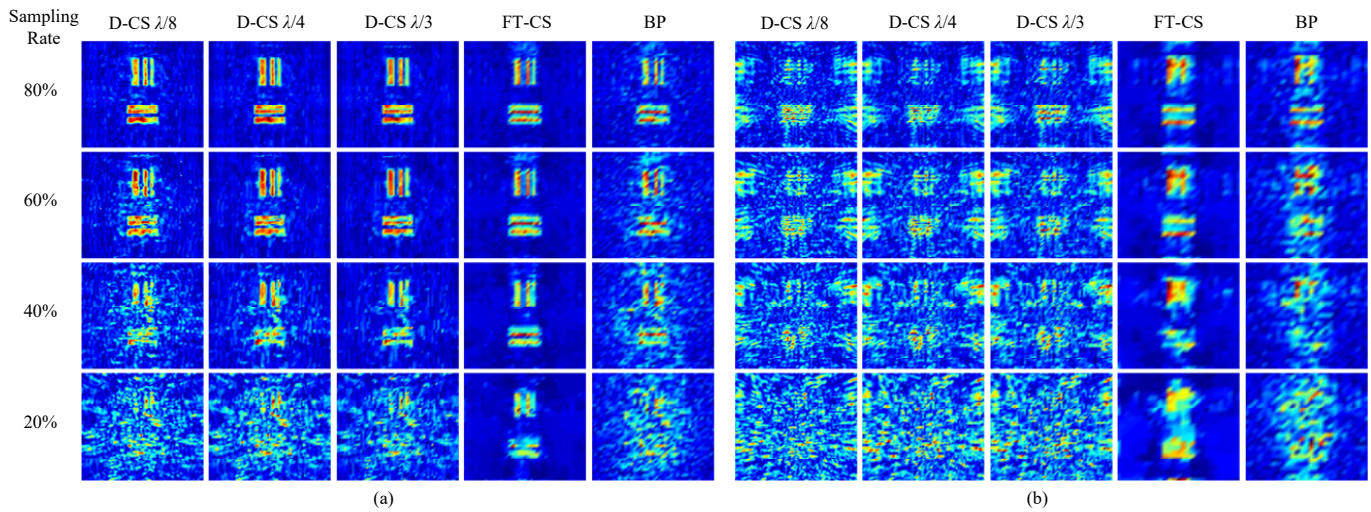 Sampling
Rate
D-CS λ/8 D-CS λ/4 D-CS λ/3 FT-CS BP D-CS λ/8 D-CS λ/4 D-CS λ/3 FT-CS BP
80%
60%
40%
20%
(a) (b)